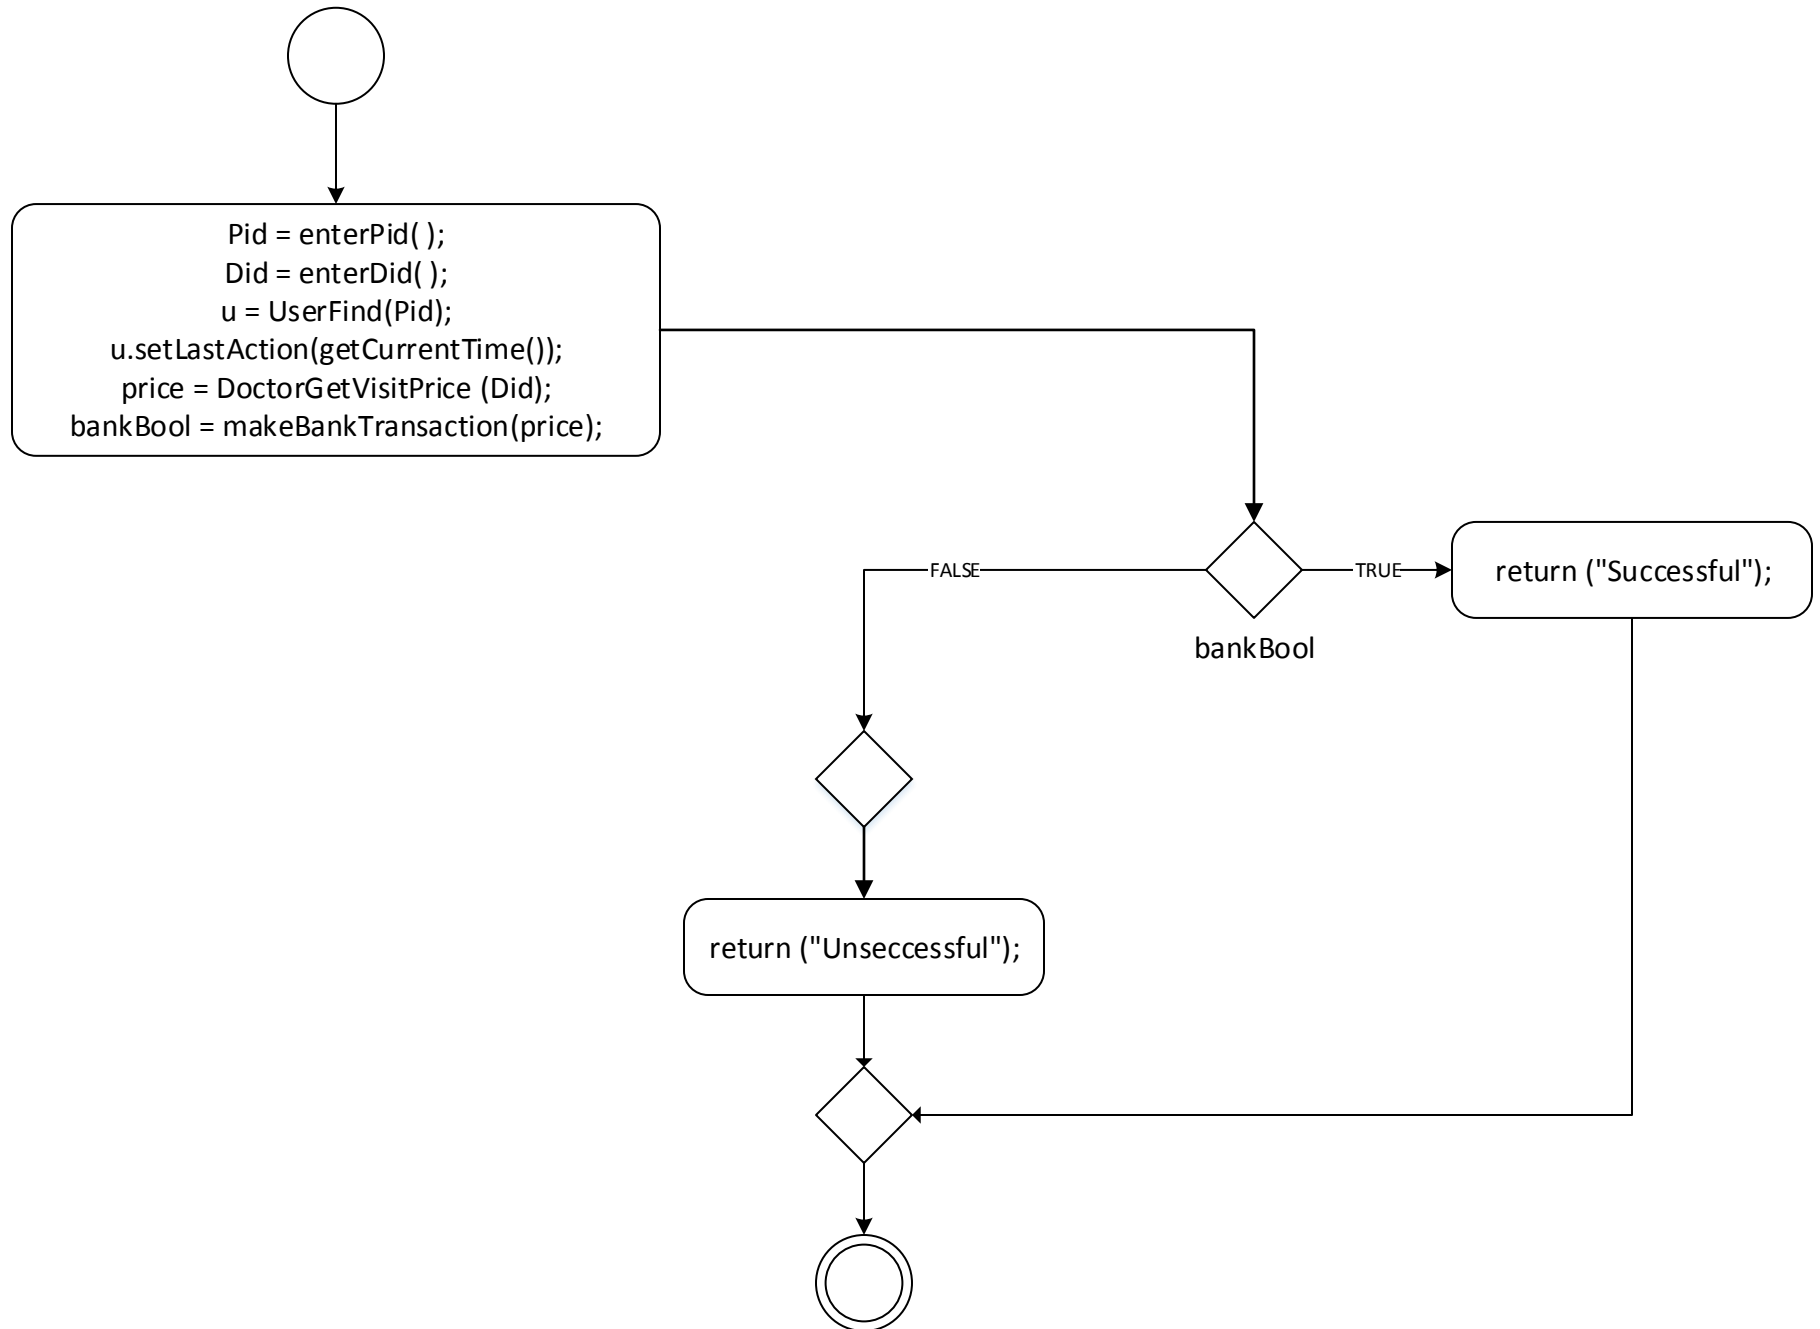 Pid = enterPid( );
Did = enterDid( );
u = UserFind(Pid);
u.setLastAction(getCurrentTime());
price = DoctorGetVisitPrice (Did);
bankBool = makeBankTransaction(price);
FALSE
TRUE
return ("Successful");
bankBool
return ("Unseccessful");